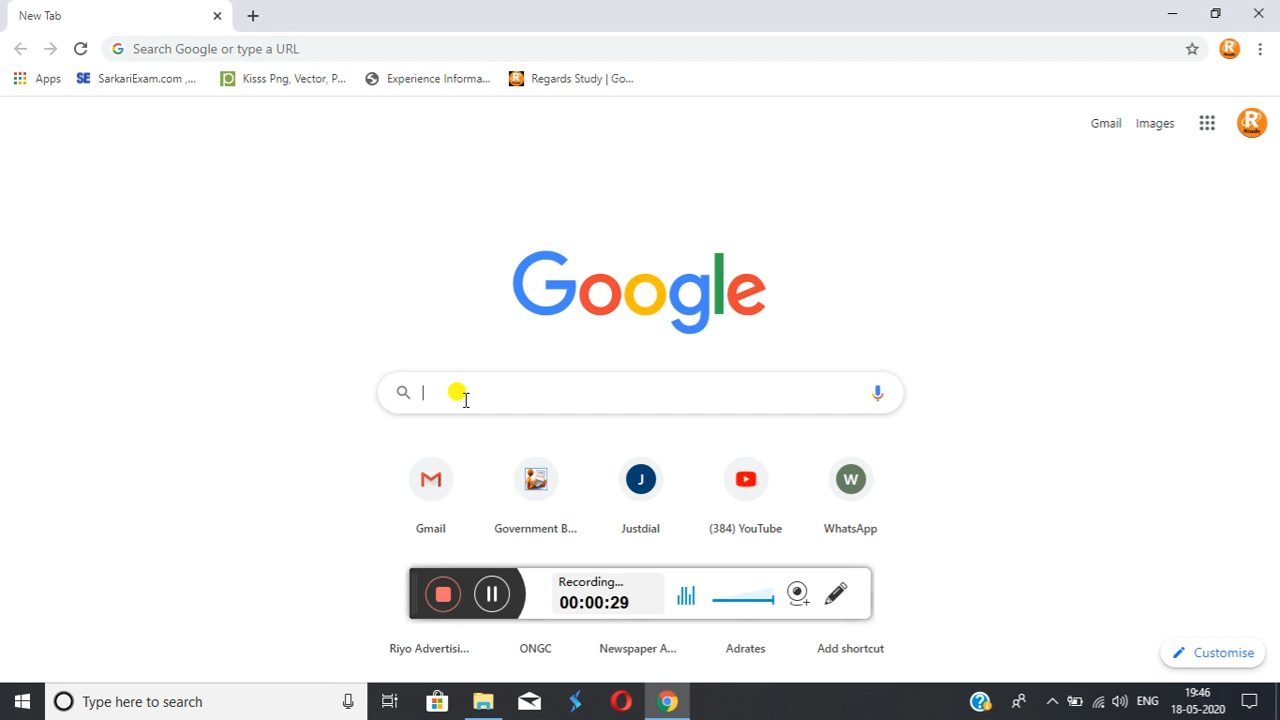 New Tab
Search Google or type a URL
Apps
SE SarkariExam.com ,...
Kisss Png, Vector, P...
Experience Informa...
Regards Study | Go...
Gmail
Images
Google
Gmail
Government B...
J
Justdial
(384) YouTube
W
WhatsApp
Recording...
00:00:29
Riyo Advertisi...
ONGC
Newspaper A...
Adrates
Add shortcut
Customise
Type here to search
ENG
19:46
18-05-2020